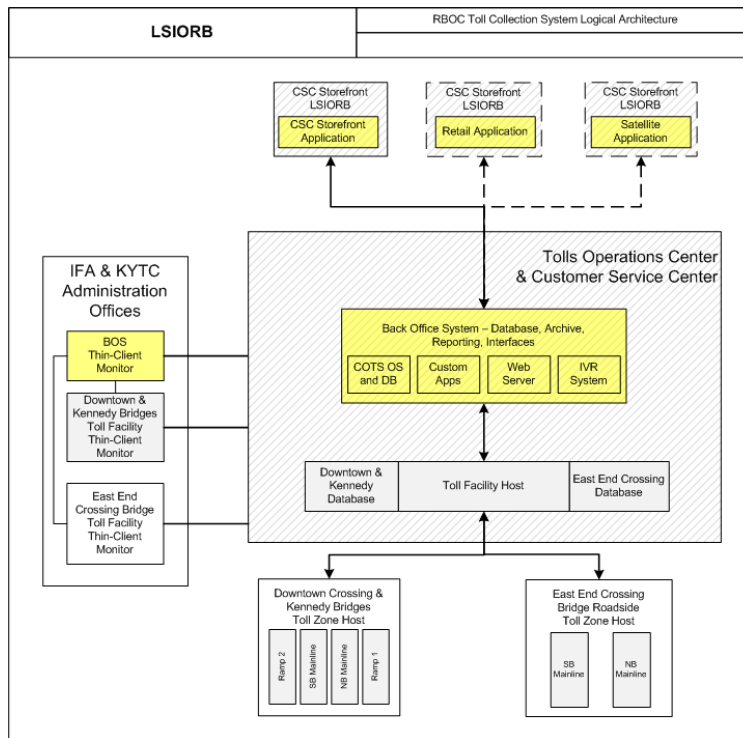 LSIORB
RBOC Toll Collection System Logical Architecture
CSC Storefront
LSIORB
CSC Storefront
Application
CSC Storefront
LSIORB
Retail Application
CSC Storefront
LSIORB
Satellite
Application
Tolls Operations Center
& Customer Service Center
IFA & KYTC
Administration
Offices
BOS
Thin-Client
Monitor
Downtown &
Kennedy Bridges
Toll Facility
Thin-Client
Monitor
East End
Crossing Bridge
Toll Facility
Thin-Client
Monitor
Back Office System – Database, Archive,
Reporting, Interfaces
COTS OS
and DB
Custom
Apps
Web
Server
IVR
System
Downtown &
Kennedy
Database
Toll Facility Host
East End Crossing
Database
Downtown Crossing &
Kennedy Bridges
Toll Zone Host
Ramp 2
SB Mainline
NB Mainline
Ramp 1
East End Crossing
Bridge Roadside
Toll Zone Host
SB
Mainline
NB
Mainline